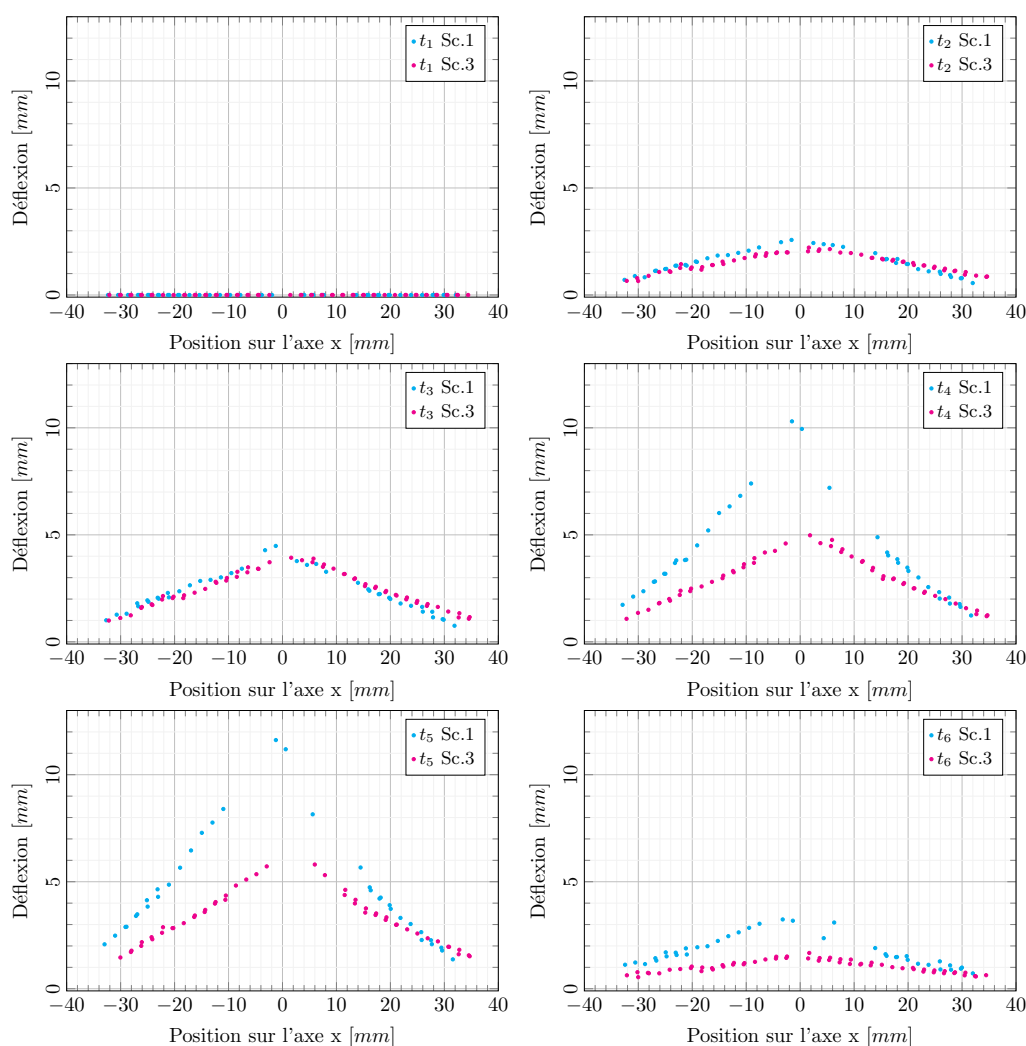 t₁ Sc.1
t₁ Sc.3
Déflexion [mm]
10
5
0
−40 −30 −20 −10 0 10 20 30 40
Position sur l'axe x [mm]
t₂ Sc.1
t₂ Sc.3
Déflexion [mm]
10
5
0
−40 −30 −20 −10 0 10 20 30 40
Position sur l'axe x [mm]
t₃ Sc.1
t₃ Sc.3
Déflexion [mm]
10
5
0
−40 −30 −20 −10 0 10 20 30 40
Position sur l'axe x [mm]
t₄ Sc.1
t₄ Sc.3
Déflexion [mm]
10
5
0
−40 −30 −20 −10 0 10 20 30 40
Position sur l'axe x [mm]
t₅ Sc.1
t₅ Sc.3
Déflexion [mm]
10
5
0
−40 −30 −20 −10 0 10 20 30 40
Position sur l'axe x [mm]
t₆ Sc.1
t₆ Sc.3
Déflexion [mm]
10
5
0
−40 −30 −20 −10 0 10 20 30 40
Position sur l'axe x [mm]